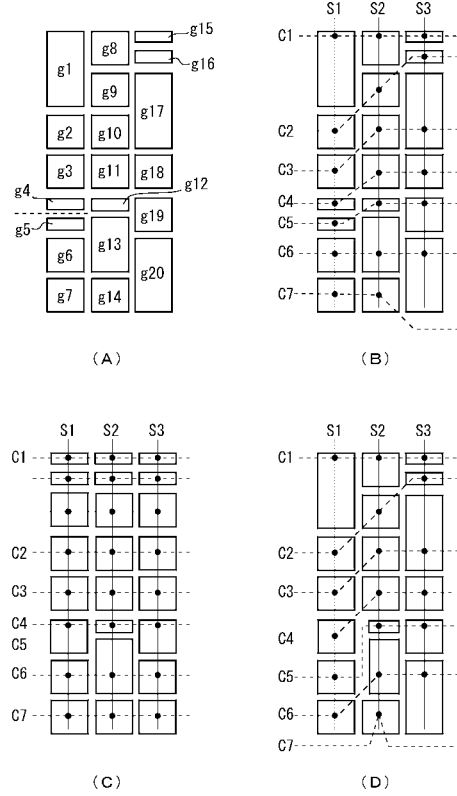 g1 g8 g15
g16
g9 g17
g2 g10
g3 g11 g18
g4 g12
g19
g5
g6 g13 g20
g7 g14
(A)
S1 S2 S3
C1
C2
C3
C4
C5
C6
C7
(B)
S1 S2 S3
C1
C2
C3
C4
C5
C6
C7
(C)
S1 S2 S3
C1
C2
C3
C4
C5
C6
C7
(D)